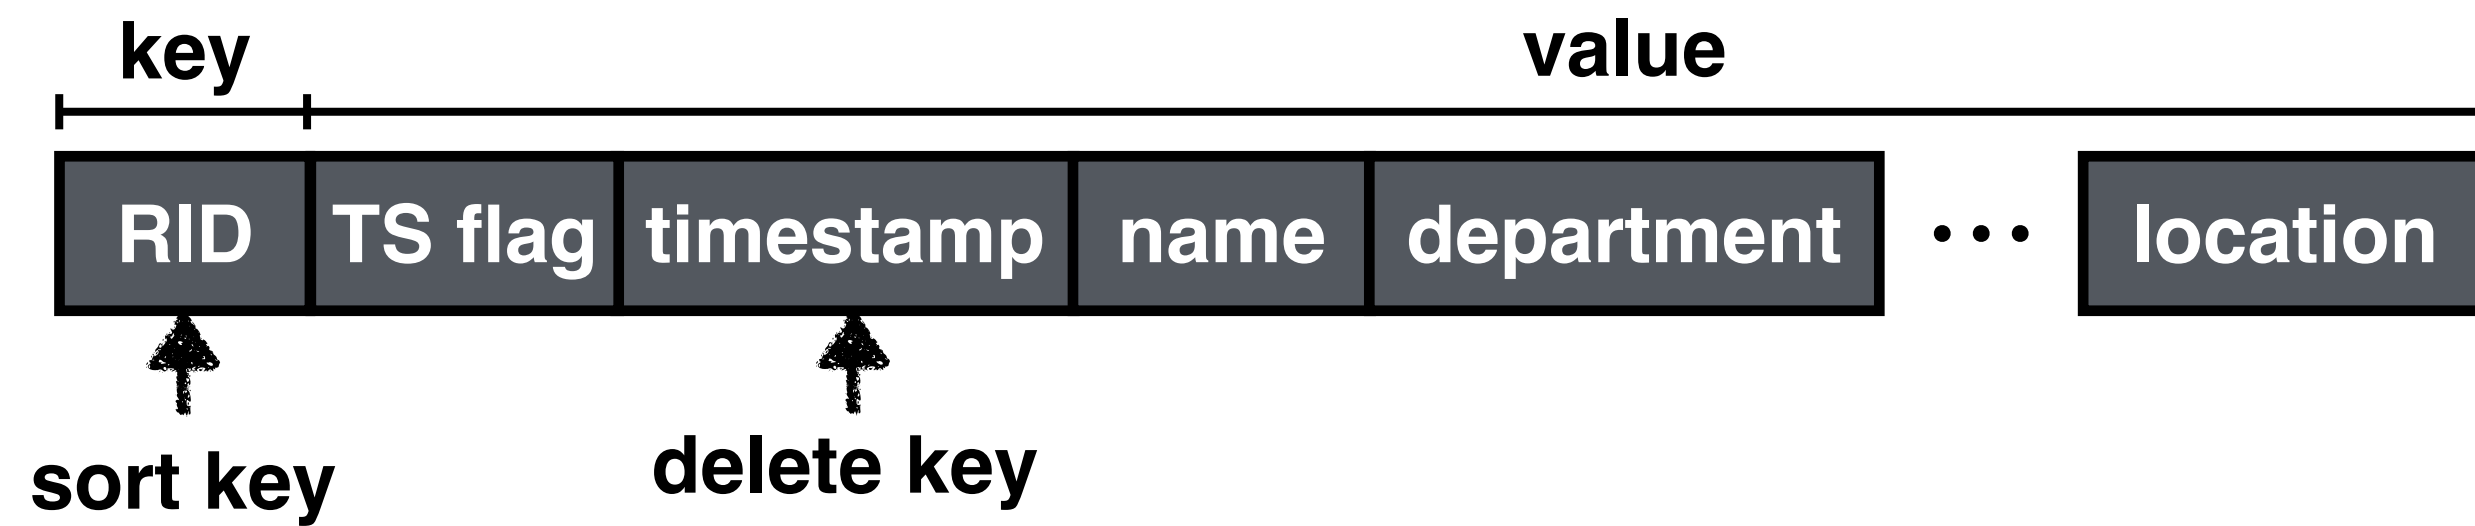 key value
RID TS flag timestamp name department ... location
sort key delete key